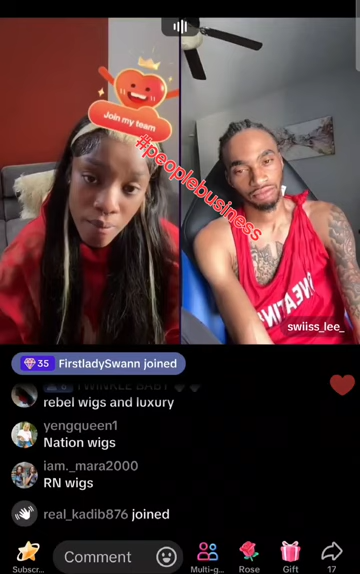 Join my team
#peoplebusiness
swiiss_lee_
35 FirstladySwann joined
rebel wigs and luxury
yengqueen1
Nation wigs
iam._mara2000
RN wigs
real_kadib876 joined
Subscr... Comment Multi-g... Rose Gift 17